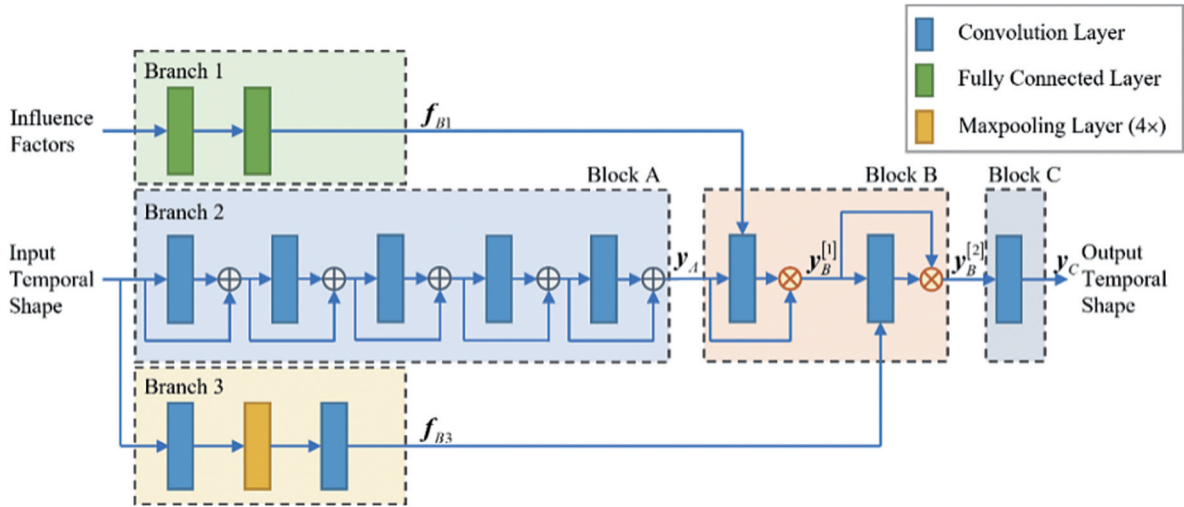 Convolution Layer
Fully Connected Layer
Maxpooling Layer (4×)
Branch 1
Influence
Factors
f_B1
Block A
Block B
Block C
Branch 2
Input
Temporal
Shape
y_A
y_B^[1]
y_B^[2]
y_C
Output
Temporal
Shape
Branch 3
f_B3